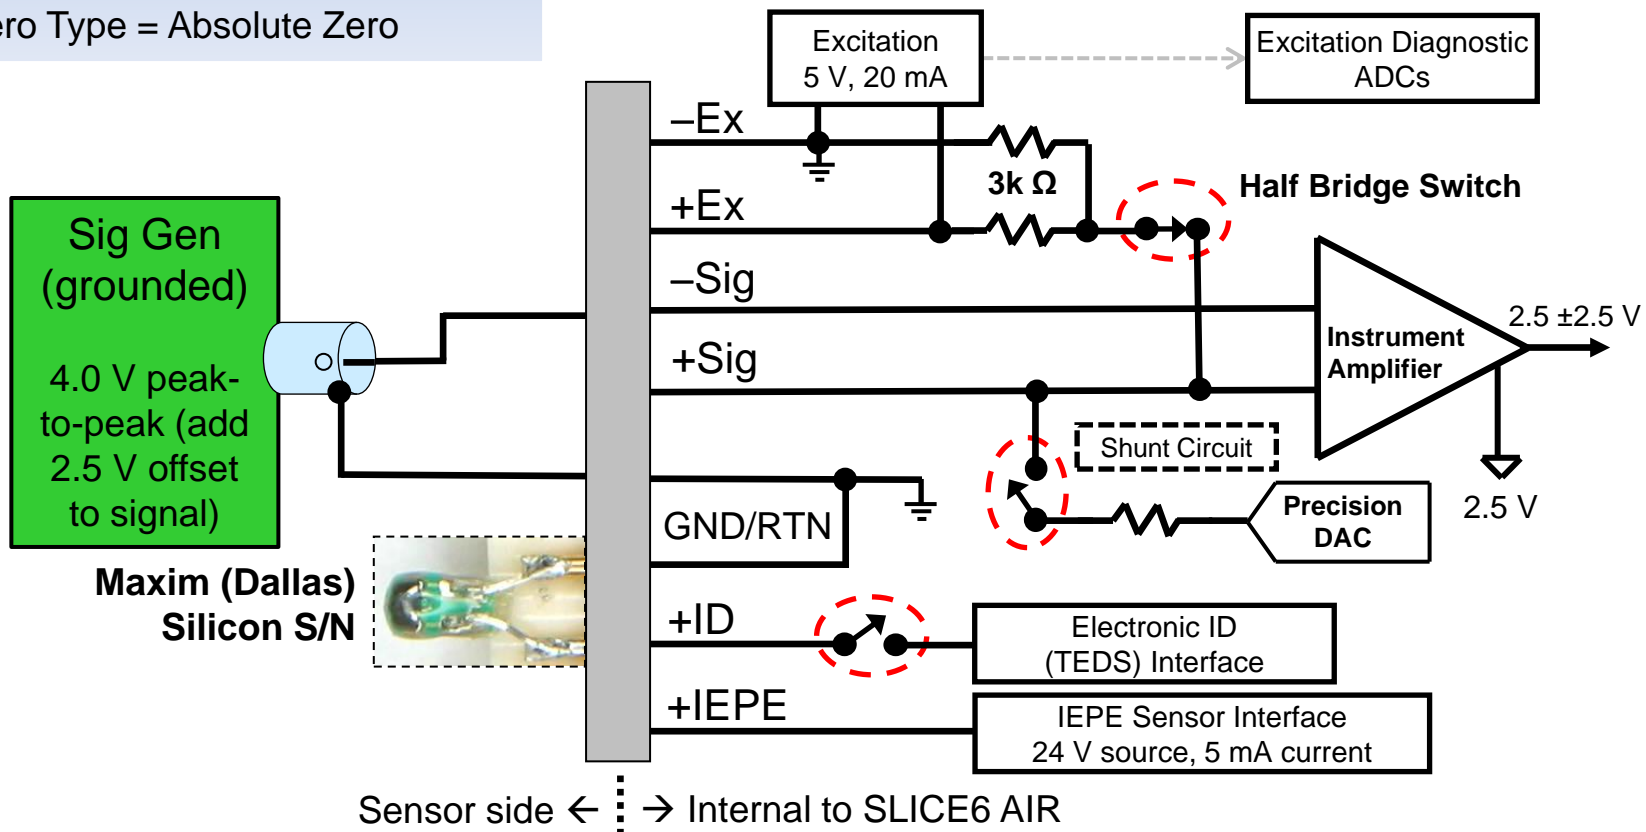 ero Type = Absolute Zero
Excitation
5 V, 20 mA
Excitation Diagnostic
ADCs
–Ex
3k Ω
Half Bridge Switch
+Ex
Sig Gen
(grounded)
4.0 V peak-
to-peak (add
2.5 V offset
to signal)
–Sig
2.5 ±2.5 V
Instrument
Amplifier
+Sig
Shunt Circuit
2.5 V
Precision
DAC
GND/RTN
Maxim (Dallas)
Silicon S/N
+ID
Electronic ID
(TEDS) Interface
+IEPE
IEPE Sensor Interface
24 V source, 5 mA current
Sensor side ← → Internal to SLICE6 AIR